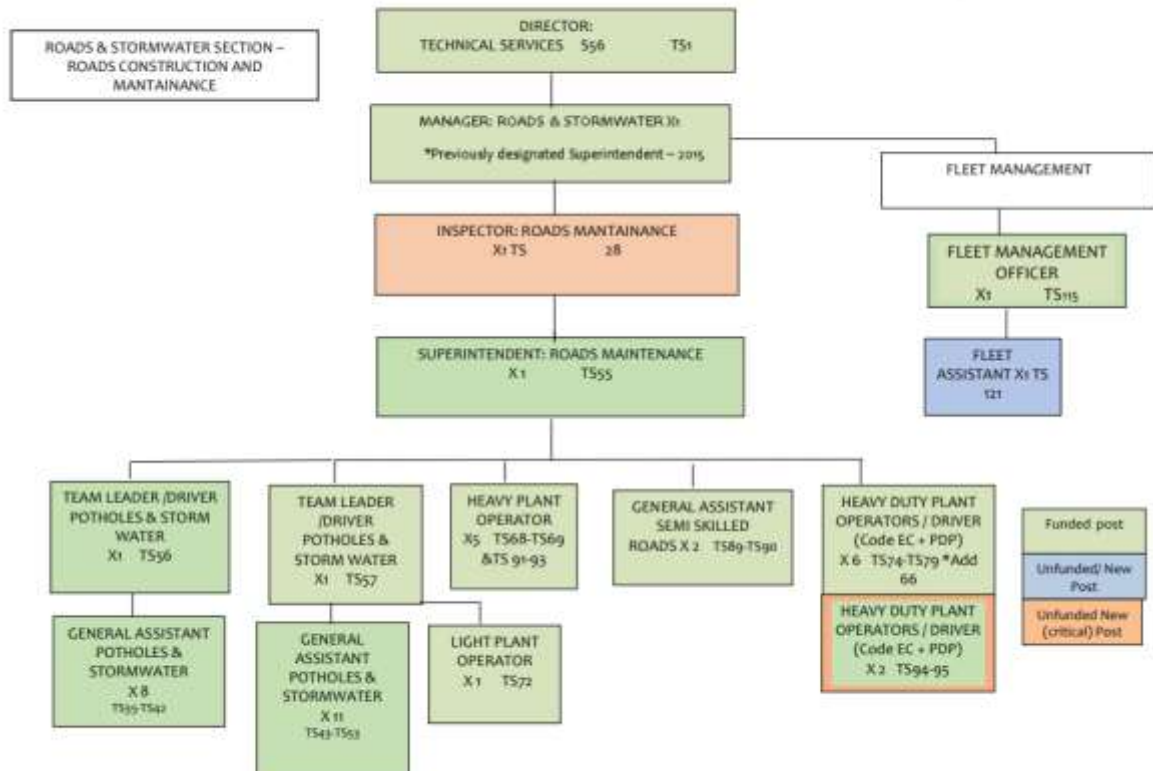 ROADS & STORMWATER SECTION –
ROADS CONSTRUCTION AND
MANTAINANCE
DIRECTOR:
TECHNICAL SERVICES S56 TS1
MANAGER: ROADS & STORMWATER X1
*Previously designated Superintendent – 2015
FLEET MANAGEMENT
INSPECTOR: ROADS MANTAINANCE
X1 TS 28
FLEET MANAGEMENT
OFFICER
X1 TS115
SUPERINTENDENT: ROADS MAINTENANCE
X 1 TS55
FLEET
ASSISTANT X1 TS
121
TEAM LEADER /DRIVER
POTHOLES & STORM
WATER
X1 TS56
TEAM LEADER
/DRIVER
POTHOLES &
STORM WATER
X1 TS57
HEAVY PLANT
OPERATOR
X5 TS68-TS69
&TS 91-93
GENERAL ASSISTANT
SEMI SKILLED
ROADS X 2 TS89-TS90
HEAVY DUTY PLANT
OPERATORS / DRIVER
(Code EC + PDP)
X 6 TS74-TS79 *Add
66
GENERAL ASSISTANT
POTHOLES &
STORMWATER
X 8
TS35-TS42
GENERAL
ASSISTANT
POTHOLES &
STORMWATER
X 11
TS43-TS53
LIGHT PLANT
OPERATOR
X 1 TS72
HEAVY DUTY PLANT
OPERATORS / DRIVER
(Code EC + PDP)
X 2 TS94-95
Funded post
Unfunded/ New
Post
Unfunded New
(critical) Post